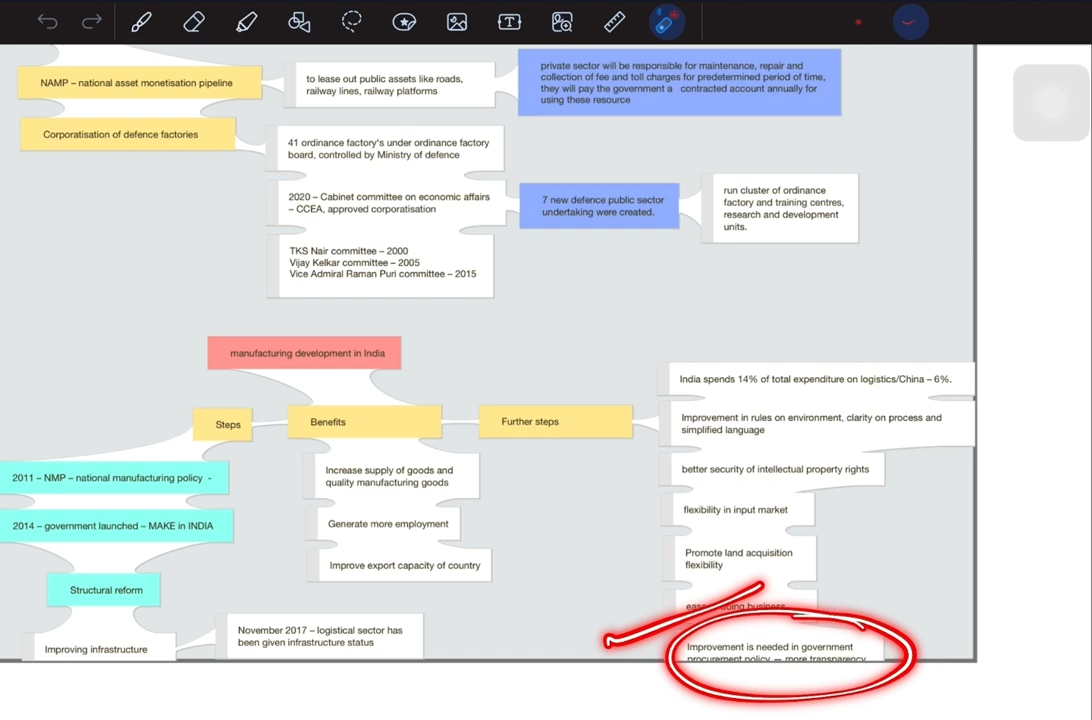 NAMP – national asset monetisation pipeline
to lease out public assets like roads,
railway lines, railway platforms
private sector will be responsible for maintenance, repair and
collection of fee and toll charges for predetermined period of time,
they will pay the government a contracted account annually for
using these resource
Corporatisation of defence factories
41 ordinance factory's under ordinance factory
board, controlled by Ministry of defence
2020 – Cabinet committee on economic affairs
– CCEA, approved corporatisation
7 new defence public sector
undertaking were created.
run cluster of ordinance
factory and training centres,
research and development
units.
TKS Nair committee – 2000
Vijay Kelkar committee – 2005
Vice Admiral Raman Puri committee – 2015
manufacturing development in India
Steps
Benefits
Further steps
2011 – NMP – national manufacturing policy -
2014 – government launched – MAKE in INDIA
Structural reform
Improving infrastructure
November 2017 – logistical sector has
been given infrastructure status
Increase supply of goods and
quality manufacturing goods
Generate more employment
Improve export capacity of country
India spends 14% of total expenditure on logistics/China – 6%.
Improvement in rules on environment, clarity on process and
simplified language
better security of intellectual property rights
flexibility in input market
Promote land acquisition
flexibility
business
Improvement is needed in government
procurement policy — more transparency